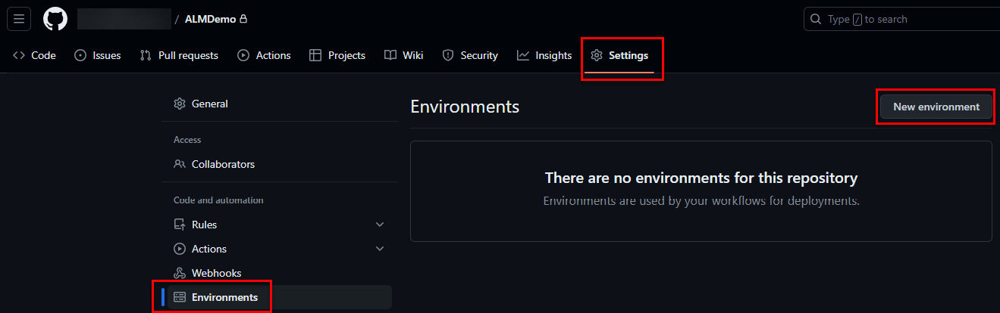 / ALMDemo
Type / to search
Code Issues Pull requests Actions Projects Wiki Security Insights Settings
General
Access
Collaborators
Code and automation
Rules
Actions
Webhooks
Environments
Environments
New environment
There are no environments for this repository
Environments are used by your workflows for deployments.